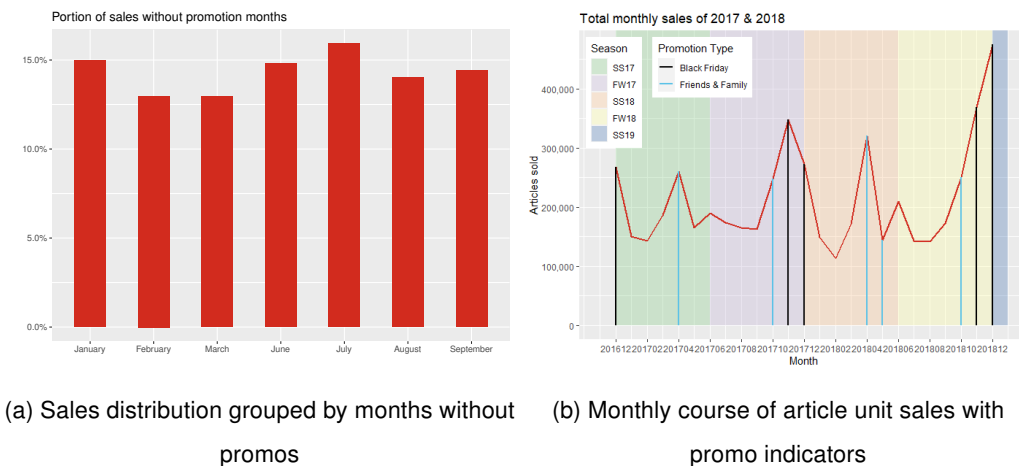 Portion of sales without promotion months
15.0%
10.0%
5.0%
0.0%
January February March June July August September
(a) Sales distribution grouped by months without
promos
Total monthly sales of 2017 & 2018
Season
SS17
FW17
SS18
FW18
SS19
Promotion Type
Black Friday
Friends & Family
Articles sold
400,000
300,000
200,000
100,000
0
201612 201702 201704 201706 201708 201710 201712 201802 201804 201806 201808 201810 201812
Month
(b) Monthly course of article unit sales with
promo indicators